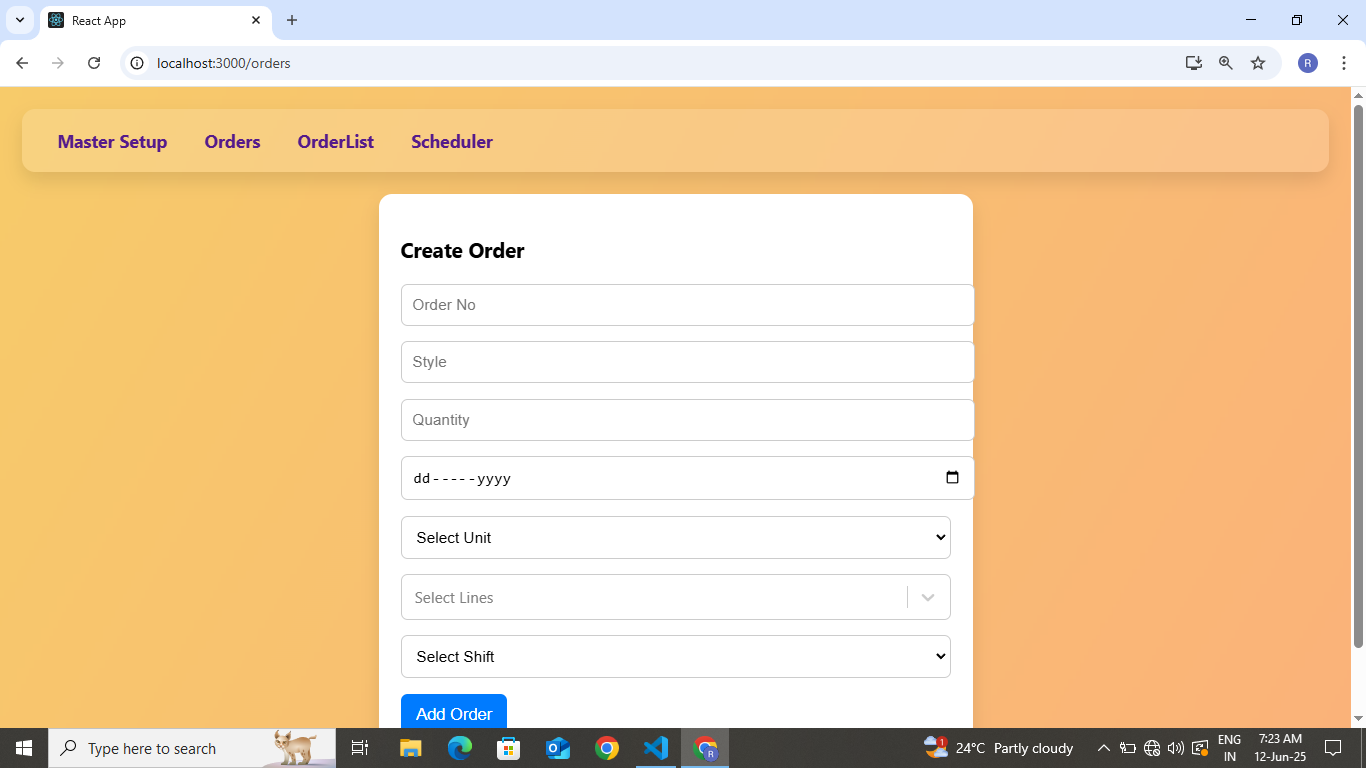 React App
localhost:3000/orders
R
Master Setup Orders OrderList Scheduler
Create Order
Order No
Style
Quantity
dd-----yyyy
Select Unit
Select Lines
Select Shift
Add Order
Type here to search
R
1
24°C Partly cloudy
ENG
IN
7:23 AM
12-Jun-25